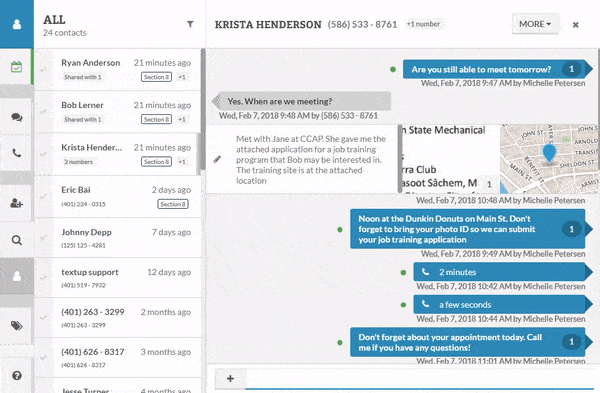 ALL
24 contacts
Ryan Anderson 21 minutes ago
Shared with 1 Section 8 +1
Bob Lerner 21 minutes ago
Shared with 1 Section 8 +1
Krista Hender... 21 minutes ago
2 numbers Section 8 +1
Eric Bai 2 days ago
(401) 234 - 0315 Section 8
Johnny Depp 7 days ago
(125) 125 - 4281
textup support 12 days ago
(401) 519 - 7932
(401) 263 - 3299 2 months ago
(401) 263 - 3299
(401) 626 - 8317 3 months ago
(401) 626 - 8317
Jesse Turner 4 months ago
KRISTA HENDERSON (586) 533 - 8761 +1 number MORE
Are you still able to meet tomorrow? 1
Wed, Feb 7, 2018 9:47 AM by Michelle Petersen
Yes. When are we meeting?
Wed, Feb 7, 2018 9:48 AM by (586) 533 - 8761
Met with Jane at CCAP. She gave me the
attached application for a job training
program that Bob may be interested in.
The training site is at the attached
location
n State Mechanical
rra Club
asoot Sâchem, M
1
JOHN ST.
BENEFIT ST
Noon at the Dunkin Donuts on Main St. Don't
forget to bring your photo ID so we can submit
your job training application
1
Wed, Feb 7, 2018 9:49 AM by Michelle Petersen
2 minutes
Wed, Feb 7, 2018 10:42 AM by Michelle Petersen
a few seconds
Wed, Feb 7, 2018 10:44 AM by Michelle Petersen
Don't forget about your appointment today. Call
me if you have any questions!
1
Wed, Feb 7, 2018 11:01 AM by Michelle Petersen